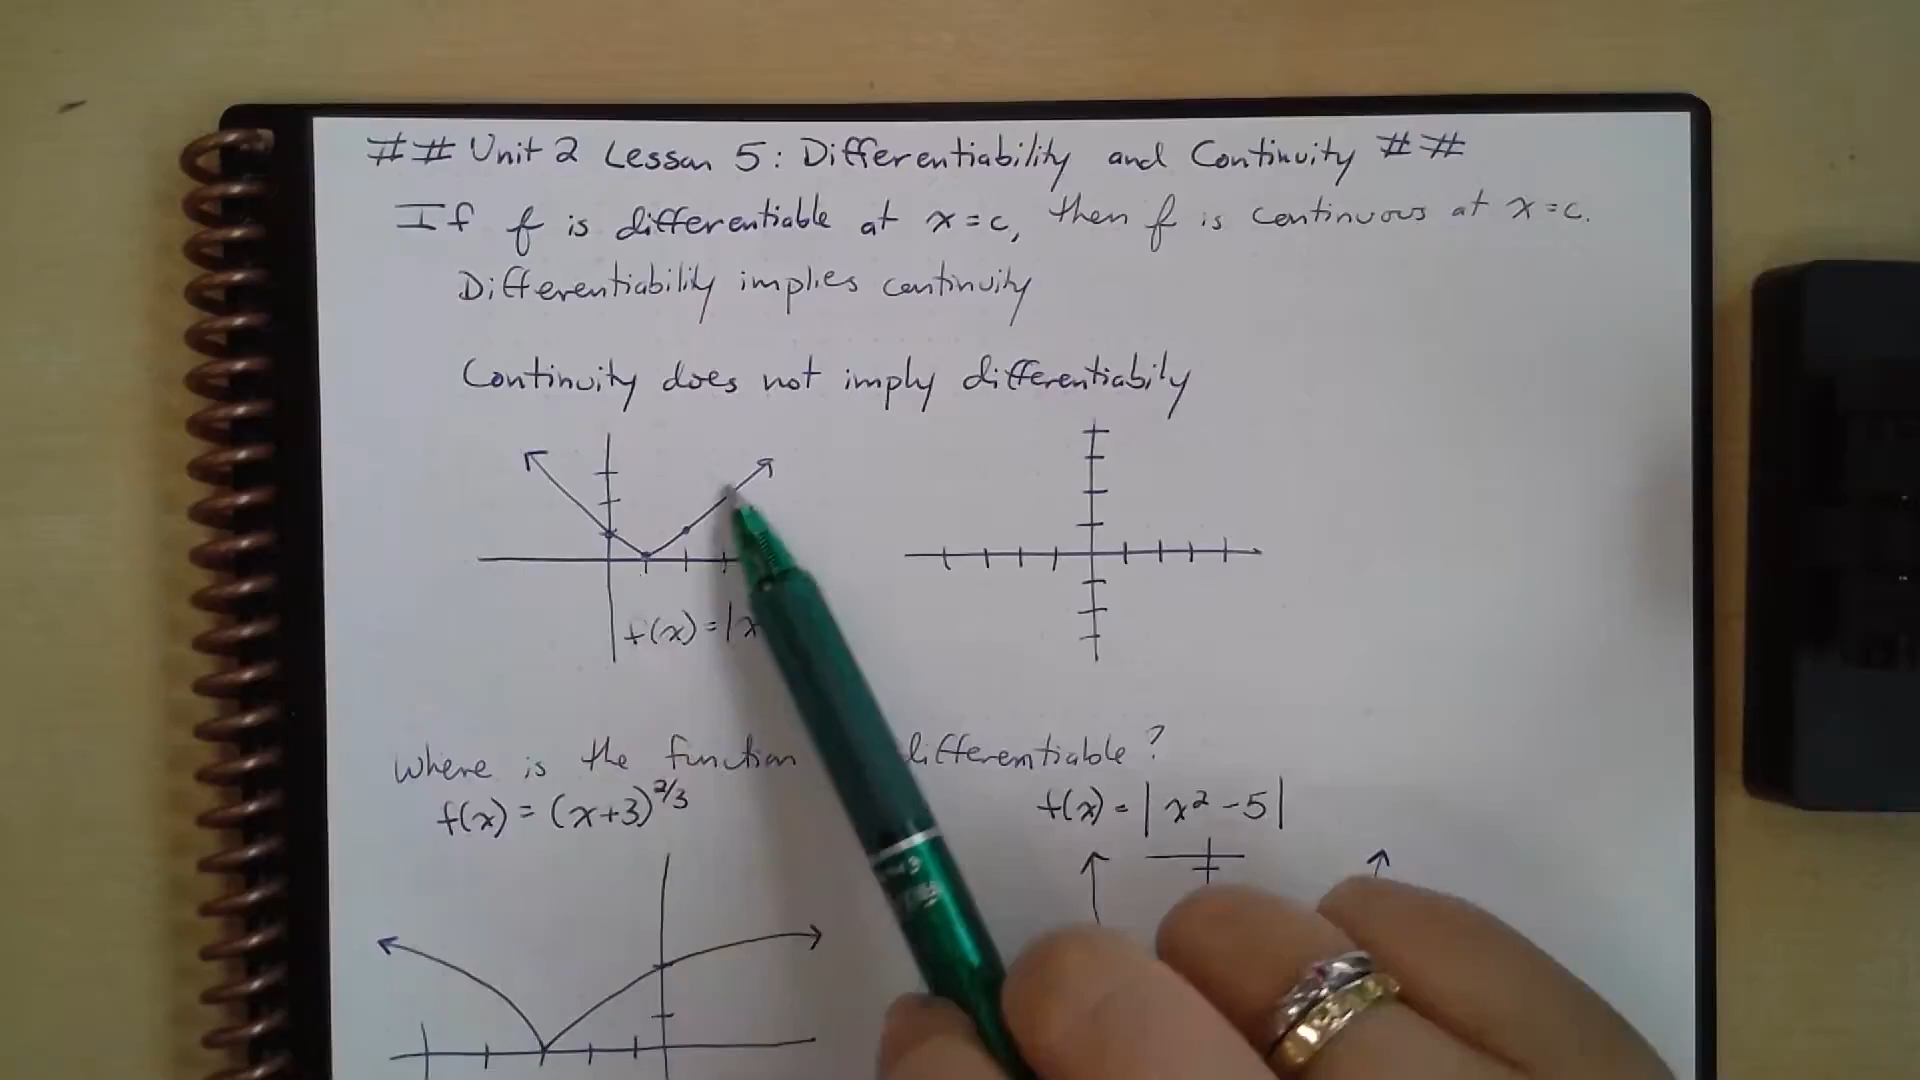 ## Unit 2 Lesson 5: Differentiability and Continuity ##
If f is differentiable at x=c, then f is continuous at x=c.
Differentiability implies continuity
Continuity does not imply differentiabily
f(x) = |x
Where is the function differentiable?
f(x) = (x+3)^2/3
f(x) = |x² - 5|